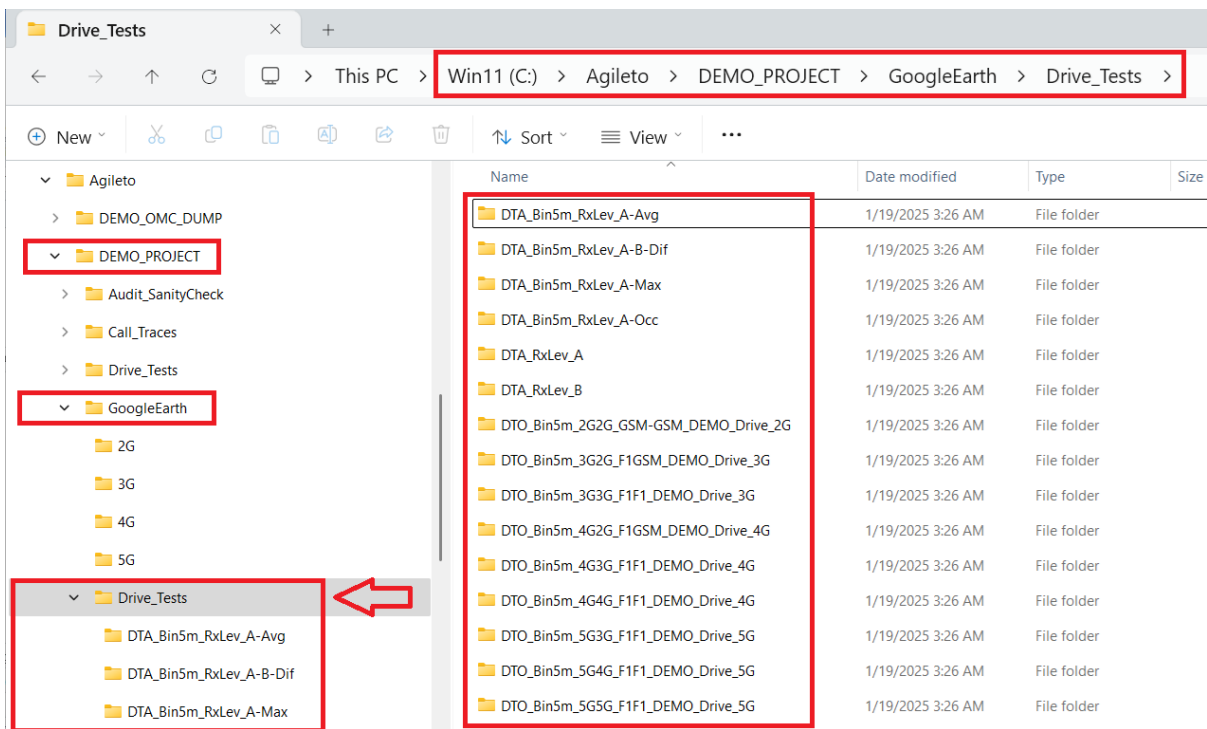 Drive_Tests
This PC > Win11 (C:) > Agileto > DEMO_PROJECT > GoogleEarth > Drive_Tests >
New Sort View ...
Agileto
DEMO_OMC_DUMP
DEMO_PROJECT
Audit_SanityCheck
Call_Traces
Drive_Tests
GoogleEarth
2G
3G
4G
5G
Drive_Tests
DTA_Bin5m_RxLev_A-Avg
DTA_Bin5m_RxLev_A-B-Dif
DTA_Bin5m_RxLev_A-Max
Name Date modified Type Size
DTA_Bin5m_RxLev_A-Avg 1/19/2025 3:26 AM File folder
DTA_Bin5m_RxLev_A-B-Dif 1/19/2025 3:26 AM File folder
DTA_Bin5m_RxLev_A-Max 1/19/2025 3:26 AM File folder
DTA_Bin5m_RxLev_A-Occ 1/19/2025 3:26 AM File folder
DTA_RxLev_A 1/19/2025 3:26 AM File folder
DTA_RxLev_B 1/19/2025 3:26 AM File folder
DTO_Bin5m_2G2G_GSM-GSM_DEMO_Drive_2G 1/19/2025 3:26 AM File folder
DTO_Bin5m_3G2G_F1GSM_DEMO_Drive_3G 1/19/2025 3:26 AM File folder
DTO_Bin5m_3G3G_F1F1_DEMO_Drive_3G 1/19/2025 3:26 AM File folder
DTO_Bin5m_4G2G_F1GSM_DEMO_Drive_4G 1/19/2025 3:26 AM File folder
DTO_Bin5m_4G3G_F1F1_DEMO_Drive_4G 1/19/2025 3:26 AM File folder
DTO_Bin5m_4G4G_F1F1_DEMO_Drive_4G 1/19/2025 3:26 AM File folder
DTO_Bin5m_5G3G_F1F1_DEMO_Drive_5G 1/19/2025 3:26 AM File folder
DTO_Bin5m_5G4G_F1F1_DEMO_Drive_5G 1/19/2025 3:26 AM File folder
DTO_Bin5m_5G5G_F1F1_DEMO_Drive_5G 1/19/2025 3:26 AM File folder